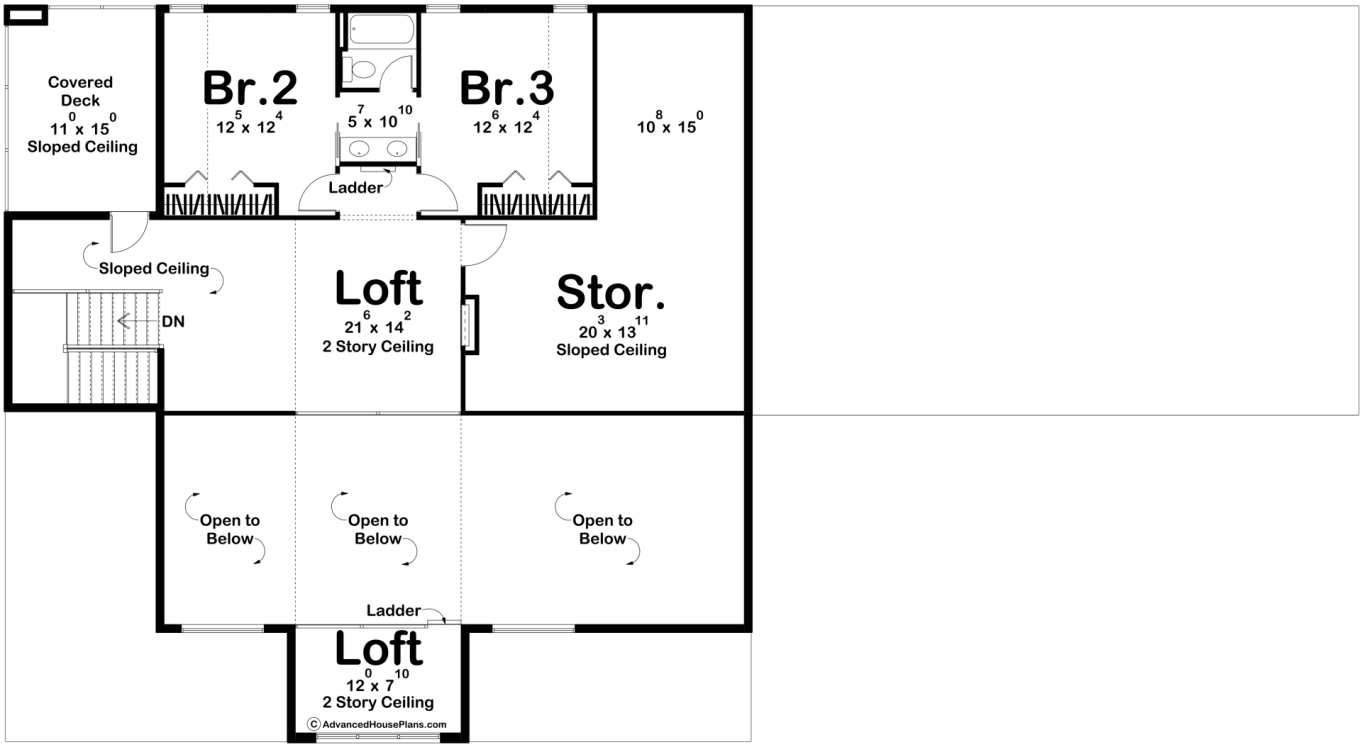 Covered
Deck
11⁰ x 15⁰
Sloped Ceiling
Br.2
12⁵ x 12⁴
5⁷ x 10¹⁰
Br.3
12⁶ x 12⁴
10⁸ x 15⁰
Ladder
Sloped Ceiling
DN
Loft
21⁶ x 14²
2 Story Ceiling
Stor.
20³ x 13¹¹
Sloped Ceiling
Open to
Below
Open to
Below
Open to
Below
Ladder
Loft
12⁰ x 7¹⁰
2 Story Ceiling
© AdvancedHousePlans.com